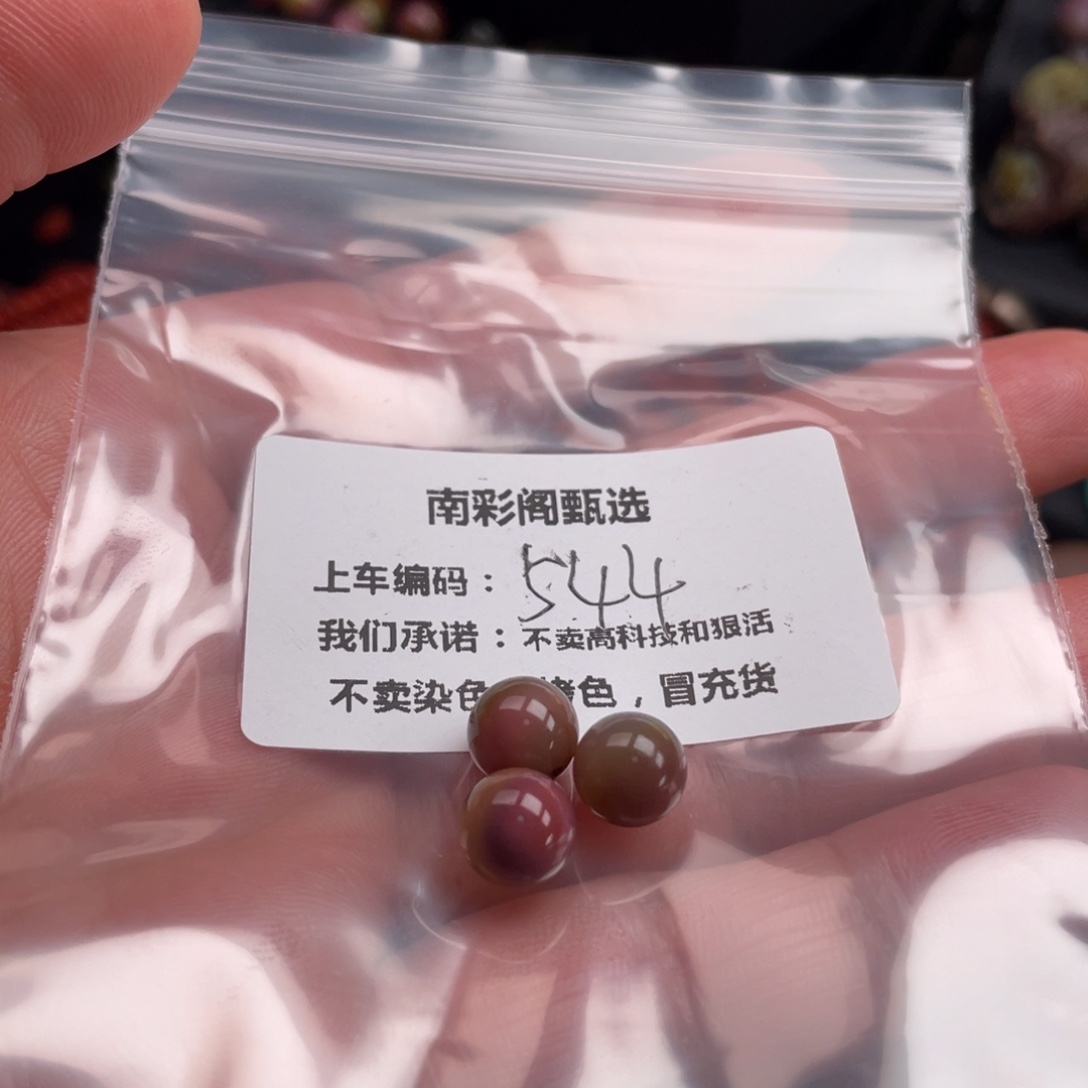 南彩阁甄选
上车编码：544
我们承诺：不卖高科技和狠活
不卖染色 烤色，冒充货